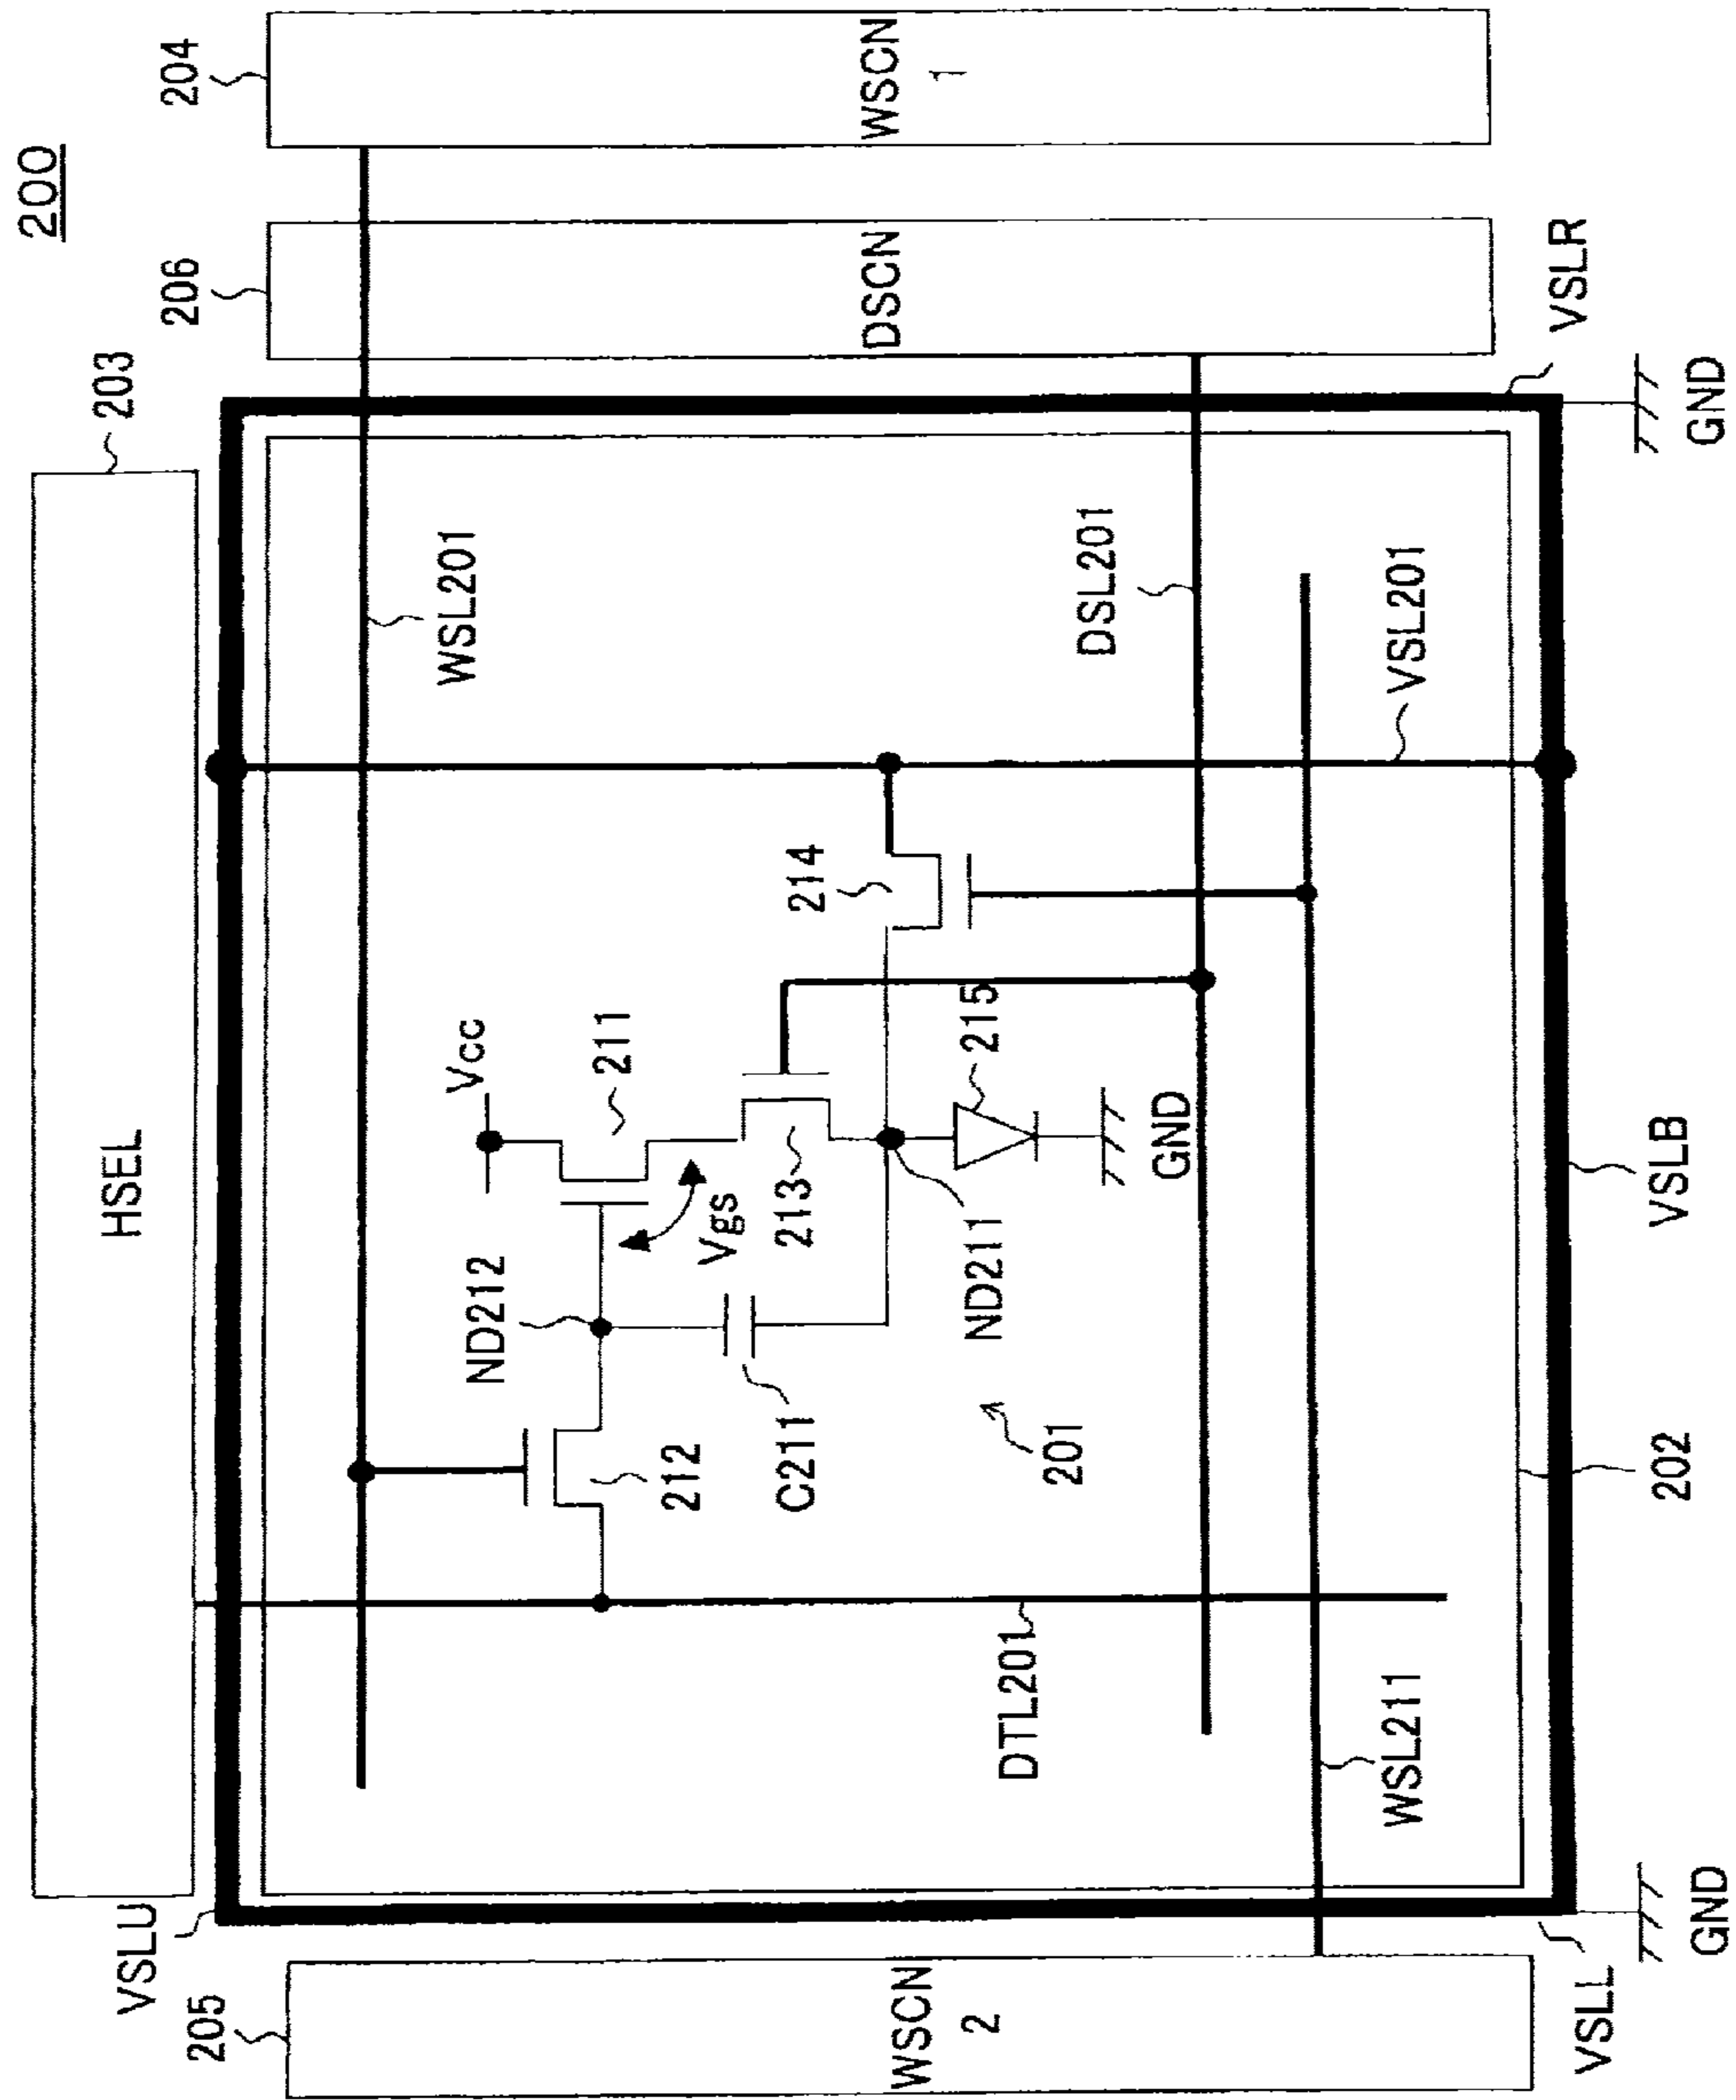 200
203
HSEL
204
206
205
VSLU
WSCN
1
DSCN
WSCN
2
WSL201
Vcc
211
ND212
Vgs
213
212
C211
214
215
GND
ND211
201
DSL201
VSL201
DTL201
WSL211
VSLR
GND
VSLB
202
GND
VSLL